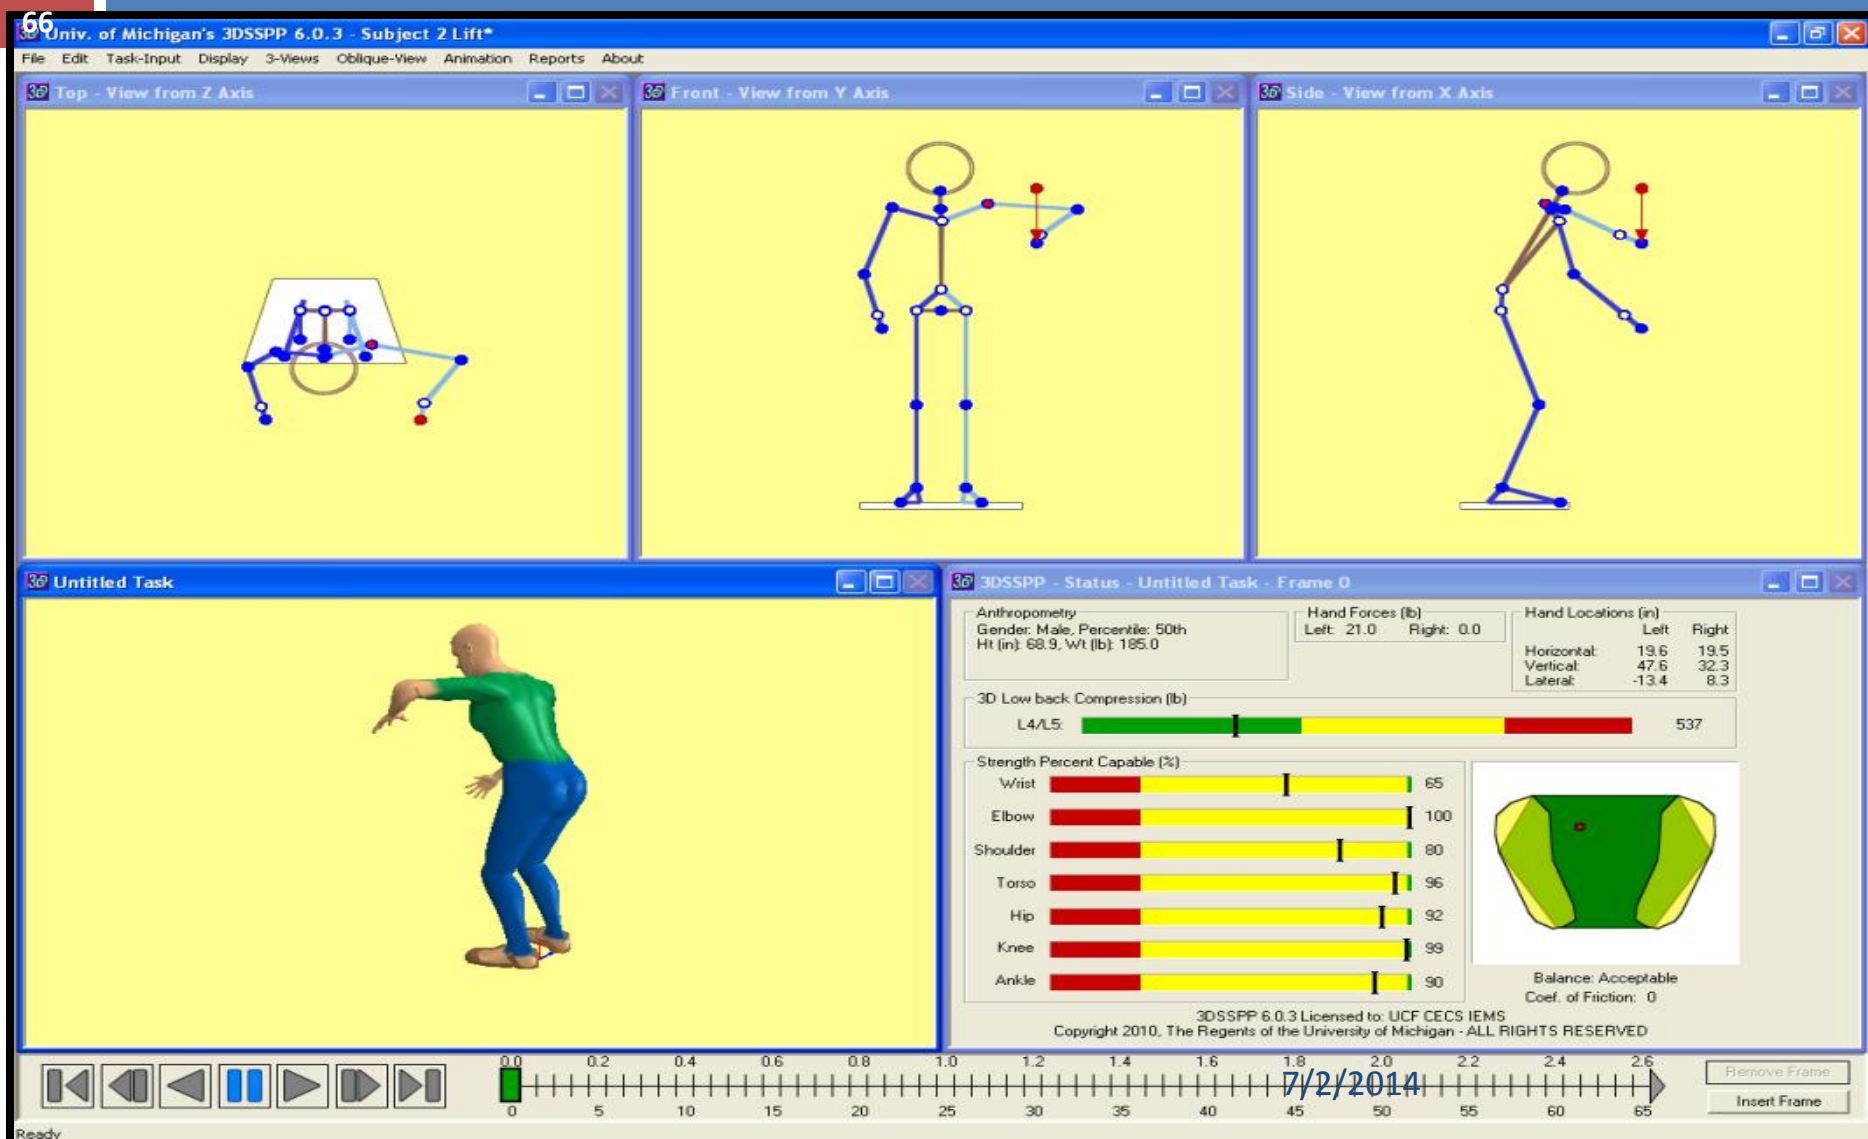 66
Univ. of Michigan's 3DSSPP 6.0.3 - Subject 2 Lift*
File Edit Task-Input Display 3-Views Oblique-View Animation Reports About
Top - View from Z Axis
Front - View from Y Axis
Side - View from X Axis
Untitled Task
3DSSPP - Status - Untitled Task - Frame 0
Anthropometry
Gender: Male, Percentile: 50th
Ht (in): 68.9, Wt (lb): 185.0
Hand Forces (lb)
Left: 21.0 Right: 0.0
Hand Locations (in)
Left Right
Horizontal: 19.6 19.5
Vertical: 47.6 32.3
Lateral: -13.4 8.3
3D Low back Compression (lb)
L4/L5: 537
Strength Percent Capable (%)
Wrist 65
Elbow 100
Shoulder 80
Torso 96
Hip 92
Knee 99
Ankle 90
Balance: Acceptable
Coef. of Friction: 0
3DSSPP 6.0.3 Licensed to: UCF CECS IEMS
Copyright 2010, The Regents of the University of Michigan - ALL RIGHTS RESERVED
0.0 0.2 0.4 0.6 0.8 1.0 1.2 1.4 1.6 1.8 2.0 2.2 2.4 2.6
7/2/2014
0 5 10 15 20 25 30 35 40 45 50 55 60 65
Remove Frame
Insert Frame
Ready